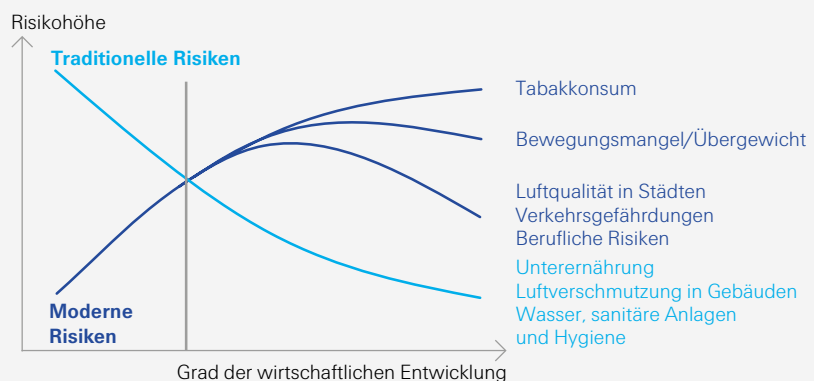 Risikohöhe
Traditionelle Risiken
Tabakkonsum
Bewegungsmangel/Übergewicht
Luftqualität in Städten
Verkehrsgefährdungen
Berufliche Risiken
Unterernährung
Luftverschmutzung in Gebäuden
Wasser, sanitäre Anlagen
und Hygiene
Moderne
Risiken
Grad der wirtschaftlichen Entwicklung